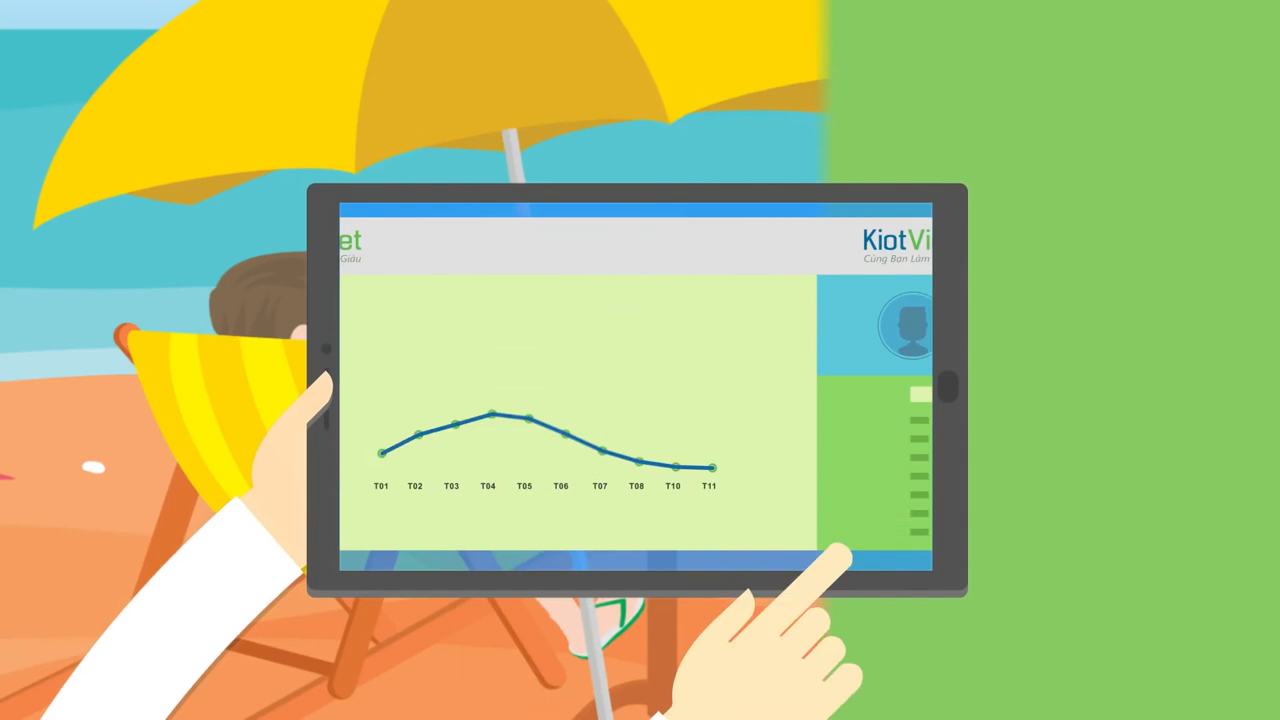 et
Giàu
KiotVi
Cùng Bạn Làm
T01 T02 T03 T04 T05 T06 T07 T08 T10 T11